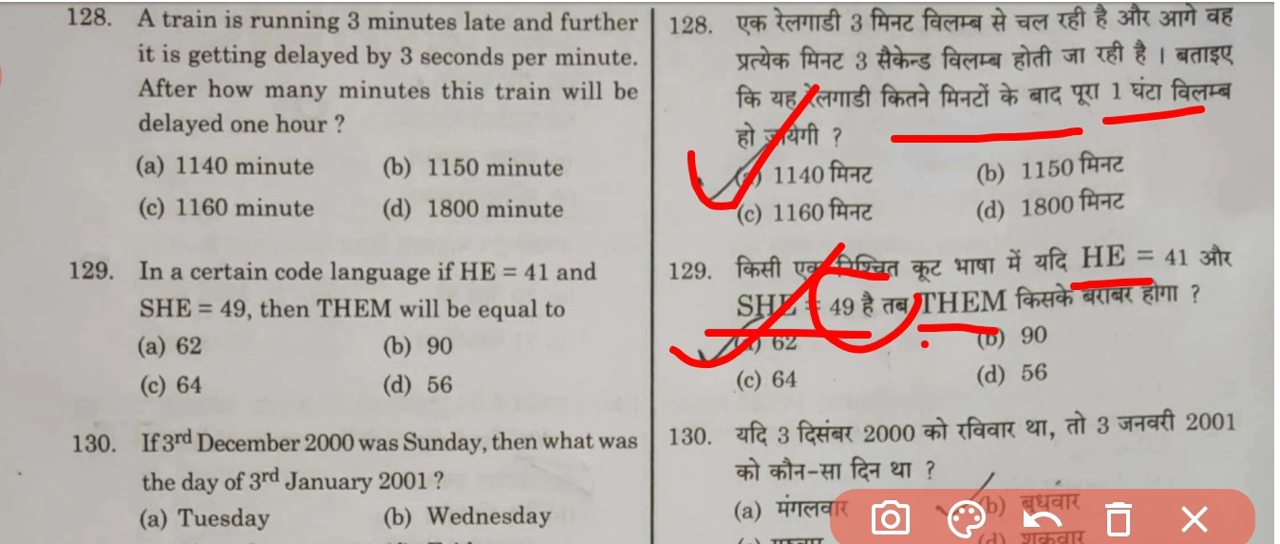 128. A train is running 3 minutes late and further
it is getting delayed by 3 seconds per minute.
After how many minutes this train will be
delayed one hour ?
(a) 1140 minute (b) 1150 minute
(c) 1160 minute (d) 1800 minute
129. In a certain code language if HE = 41 and
SHE = 49, then THEM will be equal to
(a) 62 (b) 90
(c) 64 (d) 56
130. If 3rd December 2000 was Sunday, then what was
the day of 3rd January 2001 ?
(a) Tuesday (b) Wednesday
128. एक रेलगाडी 3 मिनट विलम्ब से चल रही है और आगे वह
प्रत्येक मिनट 3 सैकेन्ड विलम्ब होती जा रही है । बताइए
कि यह रेलगाडी कितने मिनटों के बाद पूरा 1 घंटा विलम्ब
हो जायेगी ?
(a) 1140 मिनट (b) 1150 मिनट
(c) 1160 मिनट (d) 1800 मिनट
129. किसी एक निश्चित कूट भाषा में यदि HE = 41 और
SHE = 49 है तब THEM किसके बराबर होगा ?
(a) 62 (b) 90
(c) 64 (d) 56
130. यदि 3 दिसंबर 2000 को रविवार था, तो 3 जनवरी 2001
को कौन-सा दिन था ?
(a) मंगलवार (b) बुधवार
(d) शुक्रवार